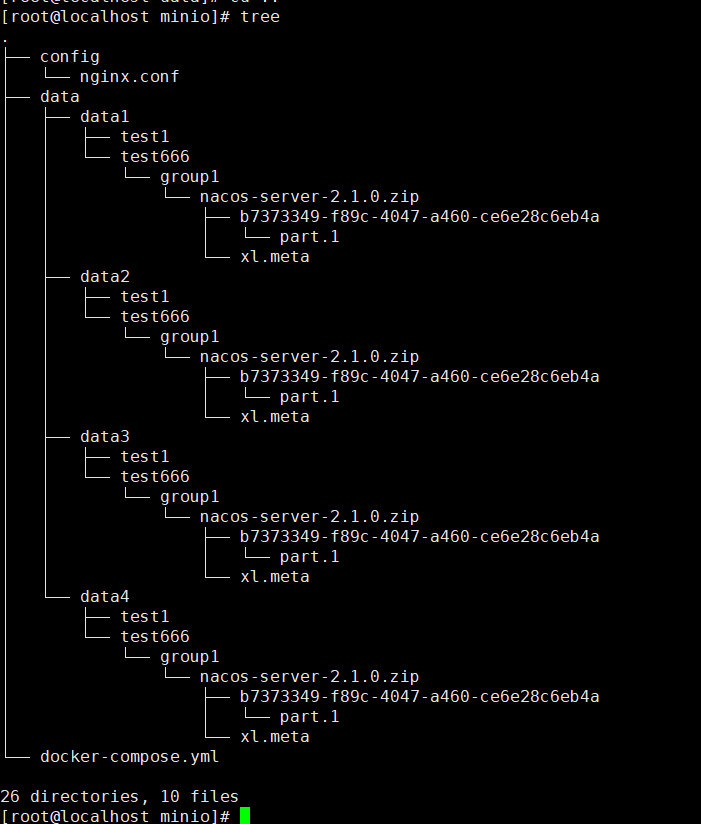 [root@localhost minio]# tree
.
├── config
│   └── nginx.conf
├── data
│   ├── data1
│   │   ├── test1
│   │   └── test666
│   │       └── group1
│   │           └── nacos-server-2.1.0.zip
│   │               ├── b7373349-f89c-4047-a460-ce6e28c6eb4a
│   │               │   └── part.1
│   │               └── xl.meta
│   ├── data2
│   │   ├── test1
│   │   └── test666
│   │       └── group1
│   │           └── nacos-server-2.1.0.zip
│   │               ├── b7373349-f89c-4047-a460-ce6e28c6eb4a
│   │               │   └── part.1
│   │               └── xl.meta
│   ├── data3
│   │   ├── test1
│   │   └── test666
│   │       └── group1
│   │           └── nacos-server-2.1.0.zip
│   │               ├── b7373349-f89c-4047-a460-ce6e28c6eb4a
│   │               │   └── part.1
│   │               └── xl.meta
│   └── data4
│       ├── test1
│       └── test666
│           └── group1
│               └── nacos-server-2.1.0.zip
│                   ├── b7373349-f89c-4047-a460-ce6e28c6eb4a
│                   │   └── part.1
│                   └── xl.meta
└── docker-compose.yml
26 directories, 10 files
[root@localhost minio]#